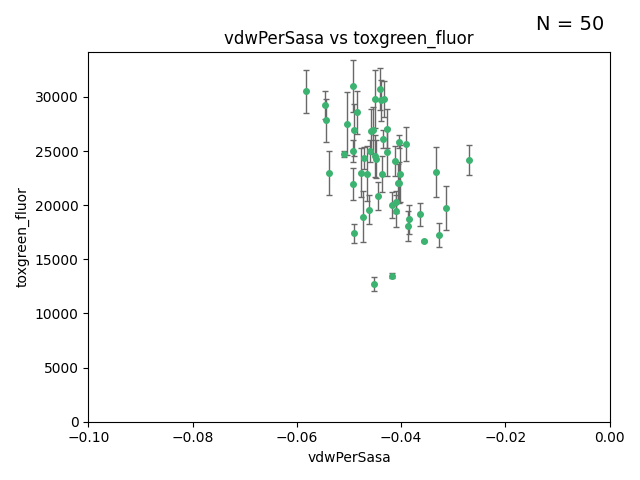 N = 50
vdwPerSasa vs toxgreen_fluor
toxgreen_fluor
30000
25000
20000
15000
10000
5000
0
−0.10 −0.08 −0.06 −0.04 −0.02 0.00
vdwPerSasa